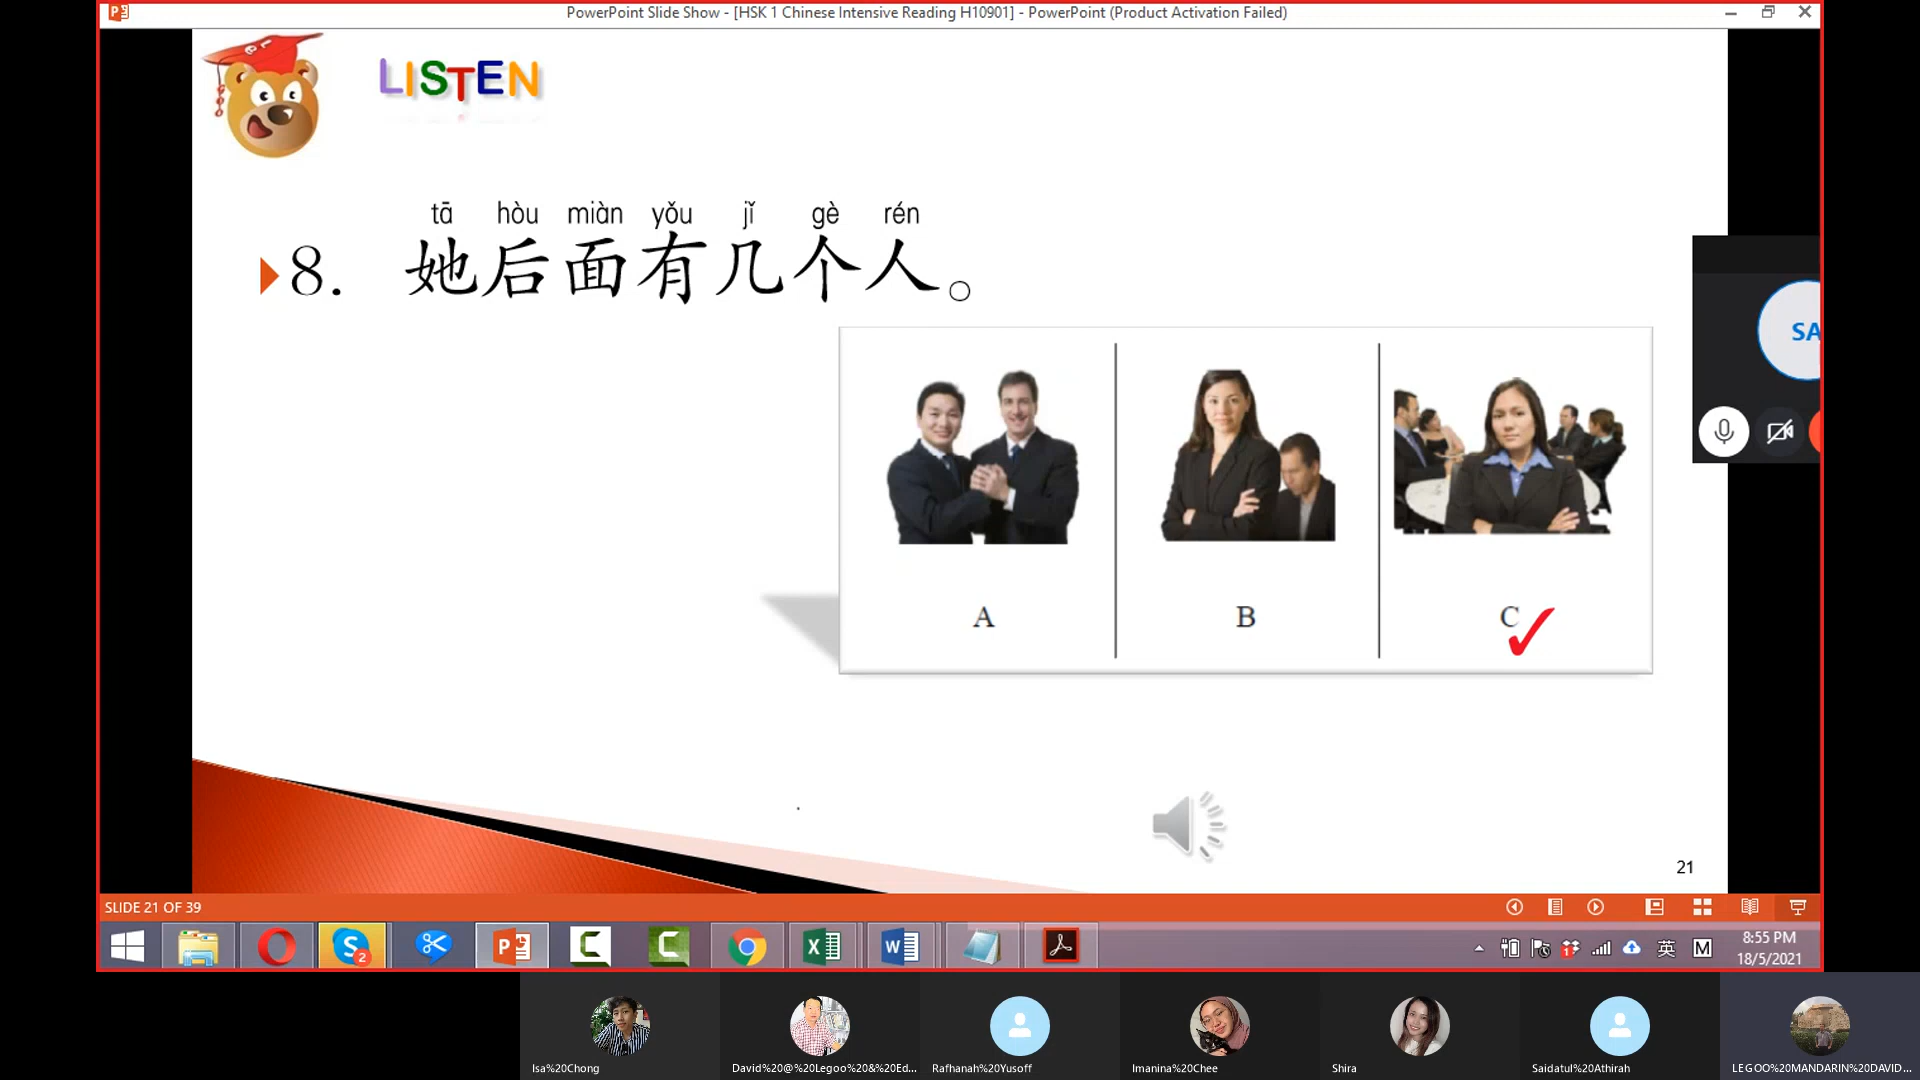 PowerPoint Slide Show - [HSK 1 Chinese Intensive Reading H10901] - PowerPoint (Product Activation Failed)
LISTEN
tā hòu miàn yǒu jǐ gè rén
8. 她后面有几个人。
SA
A B C
21
SLIDE 21 OF 39
8:55 PM
英 M
18/5/2021
Isa%20Chong
David%20@%20Legoo%20&%20Ed...
Rafhanah%20Yusoff
Imanina%20Chee
Shira
Saidatul%20Athirah
LEGOO%20MANDARIN%20DAVID...